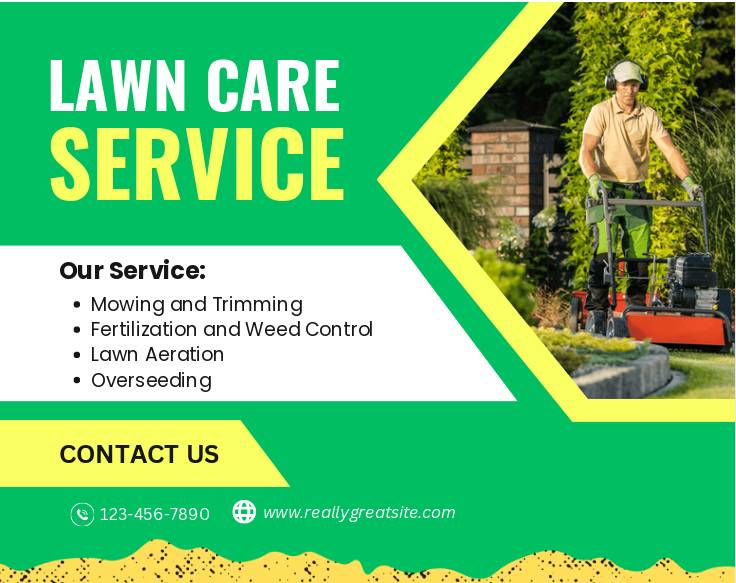 LAWN CARE
SERVICE
Our Service:
• Mowing and Trimming
• Fertilization and Weed Control
• Lawn Aeration
• Overseeding
CONTACT US
123-456-7890 www.reallygreatsite.com